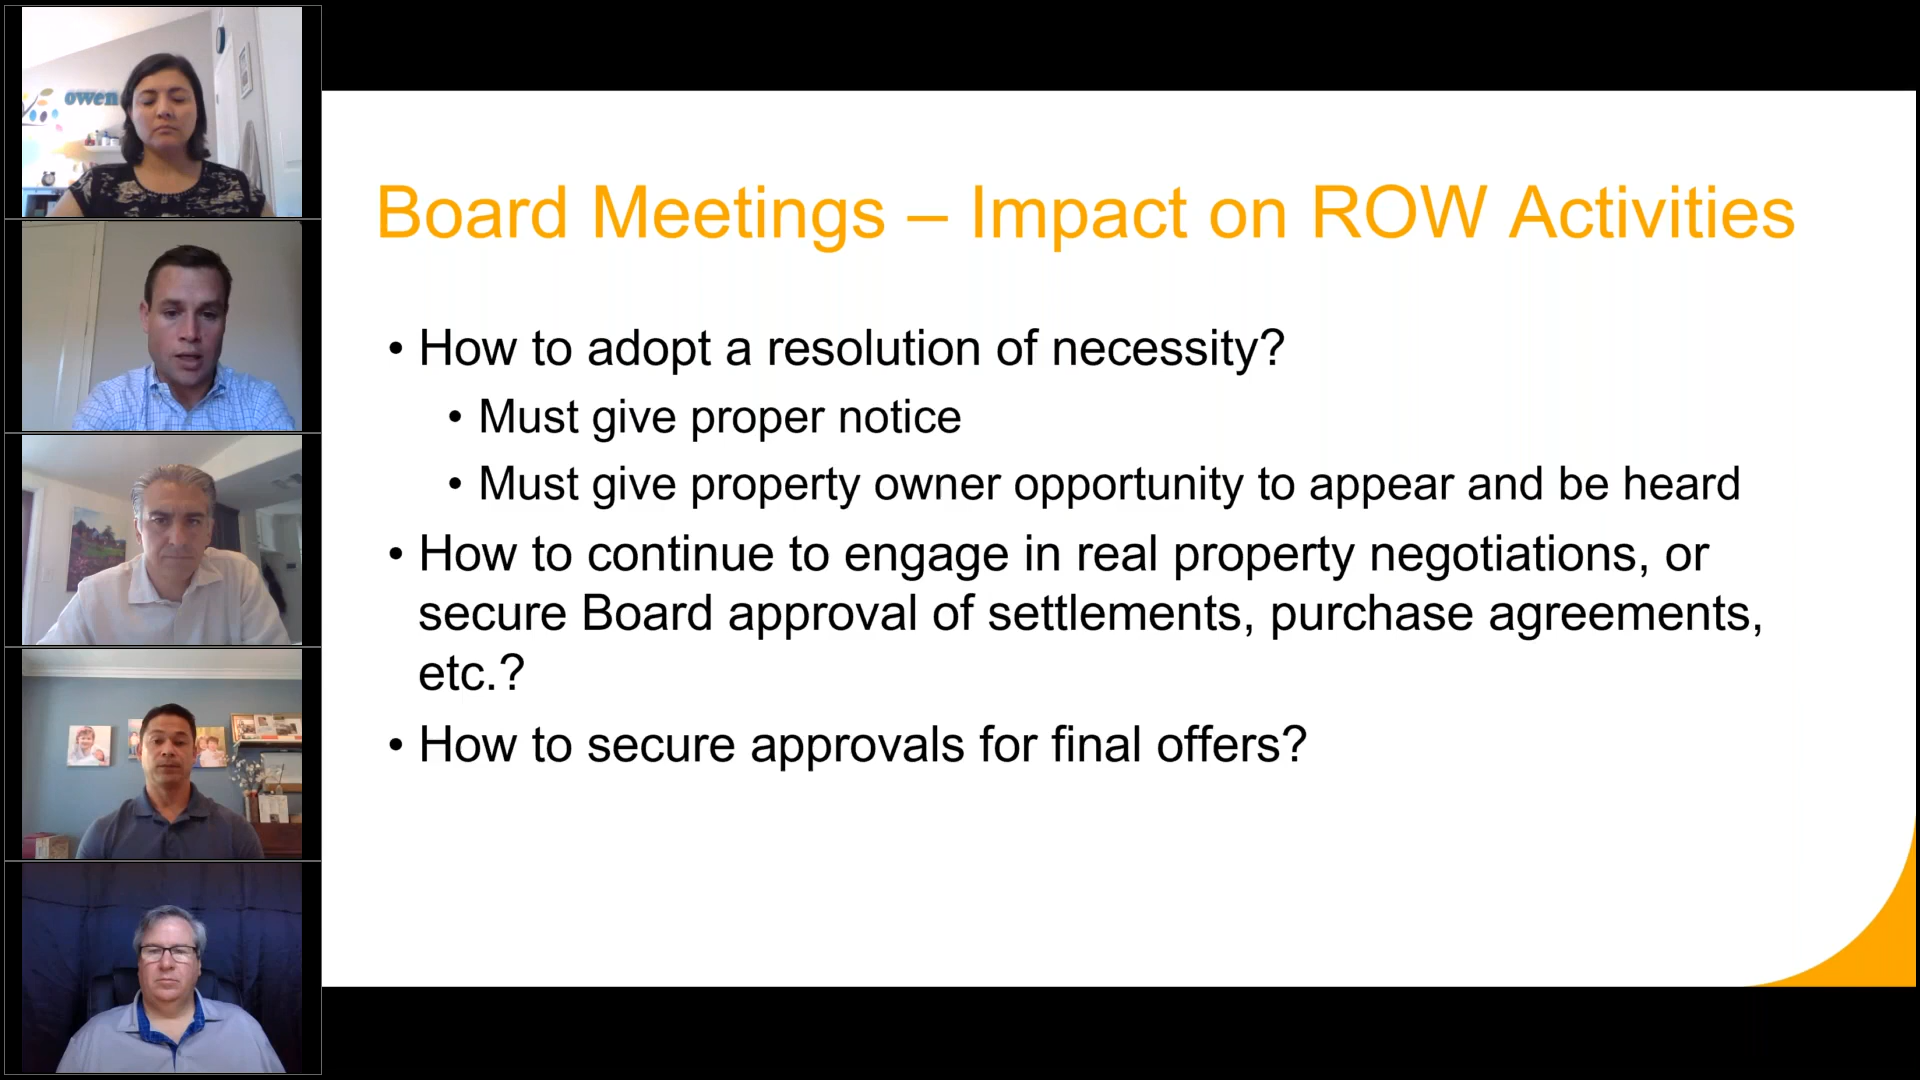 owen
Board Meetings – Impact on ROW Activities
• How to adopt a resolution of necessity?
• Must give proper notice
• Must give property owner opportunity to appear and be heard
• How to continue to engage in real property negotiations, or
secure Board approval of settlements, purchase agreements,
etc.?
• How to secure approvals for final offers?